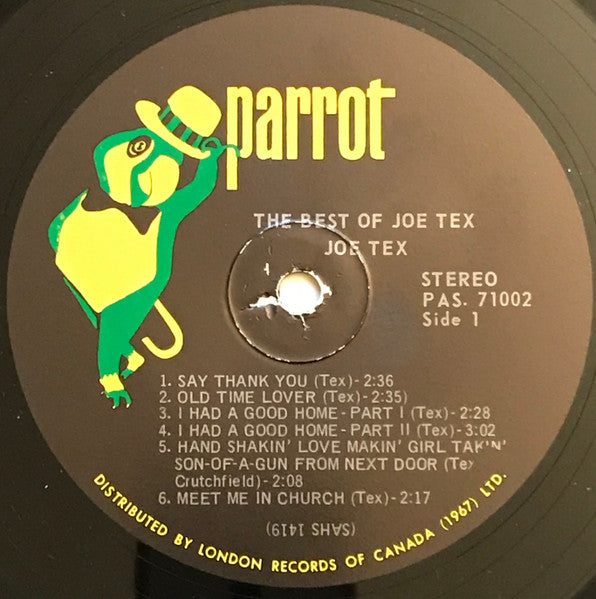 parrot
THE BEST OF JOE TEX
JOE TEX
STEREO
PAS. 71002
Side 1
1. SAY THANK YOU (Tex)-2:36
2. OLD TIME LOVER (Tex)-2:35)
3. I HAD A GOOD HOME-PART I (Tex)-2:28
4. I HAD A GOOD HOME-PART II (Tex)-3:02
5. HAND SHAKIN' LOVE MAKIN' GIRL TAK'N'
SON-OF-A-GUN FROM NEXT DOOR (Tex
Crutchfield)-2:08
6. MEET ME IN CHURCH (Tex)-2:17
(SAHS 1419)
DISTRIBUTED BY LONDON RECORDS OF CANADA (1967) LTD.